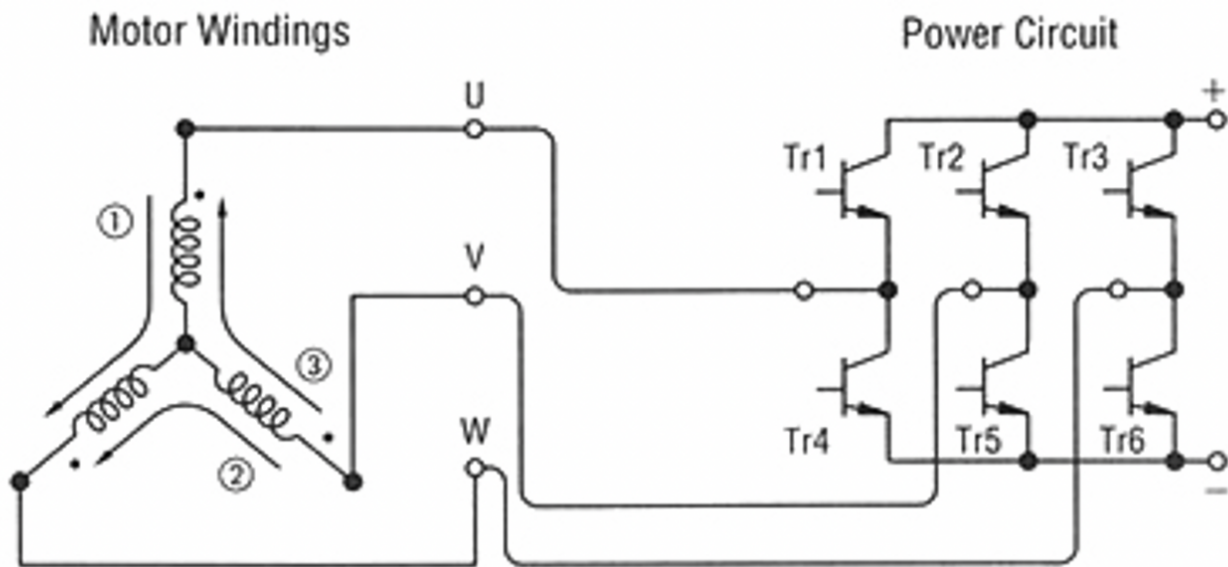 Motor Windings
Power Circuit
U
+
Tr1
Tr2
Tr3
①
V
③
Tr4
Tr5
Tr6
W
②
−